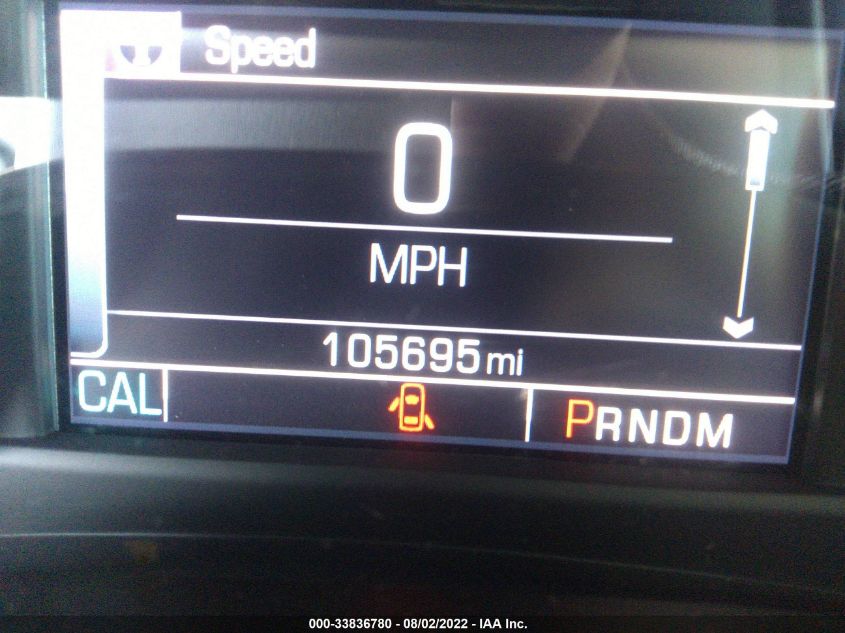 Speed
0
MPH
105695 mi
CAL PRNDM
000-33836780 - 08/02/2022 - IAA Inc.